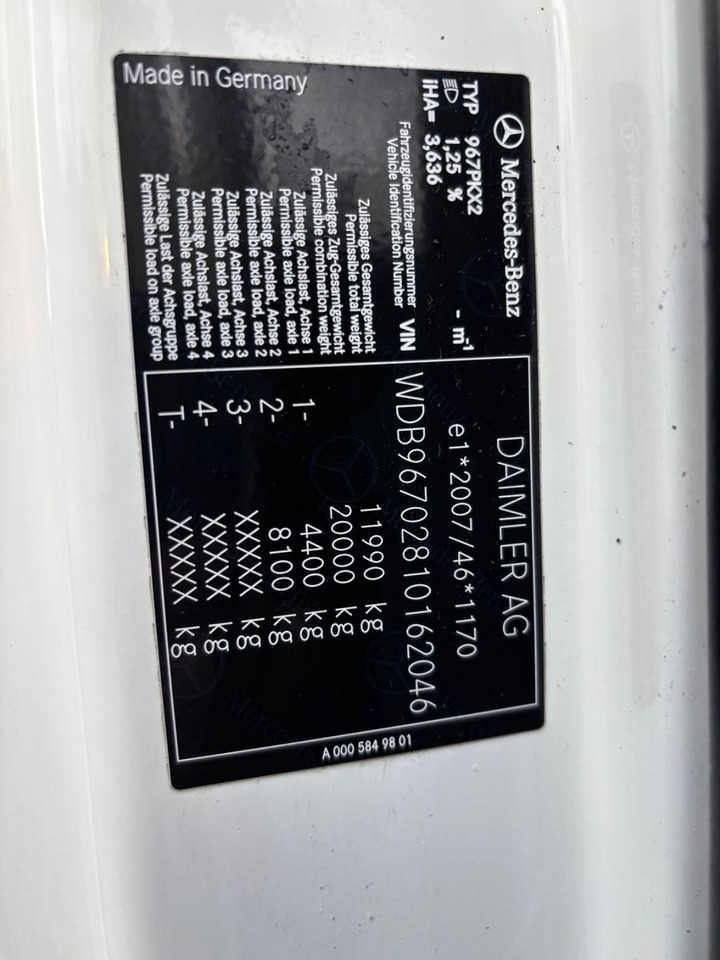 Mercedes-Benz
DAIMLER AG
TYP 967PKX2
1,25 % - m-1
iHA= 3,636
e1*2007/46*1170
Fahrzeugidentifizierungsnummer
Vehicle Identification Number VIN WDB9670281O162046
Zulässiges Gesamtgewicht
Permissible total weight 11990 kg
Zulässiges Zug-Gesamtgewicht
Permissible combination weight 20000 kg
Zulässige Achslast, Achse 1
Permissible axle load, axle 1 1- 4400 kg
Zulässige Achslast, Achse 2
Permissible axle load, axle 2 2- 8100 kg
Zulässige Achslast, Achse 3
Permissible axle load, axle 3 3- XXXXX kg
Zulässige Achslast, Achse 4
Permissible axle load, axle 4 4- XXXXX kg
Zulässige Last der Achsgruppe
Permissible load on axle group T- XXXXX kg
Made in Germany
A 000 584 98 01